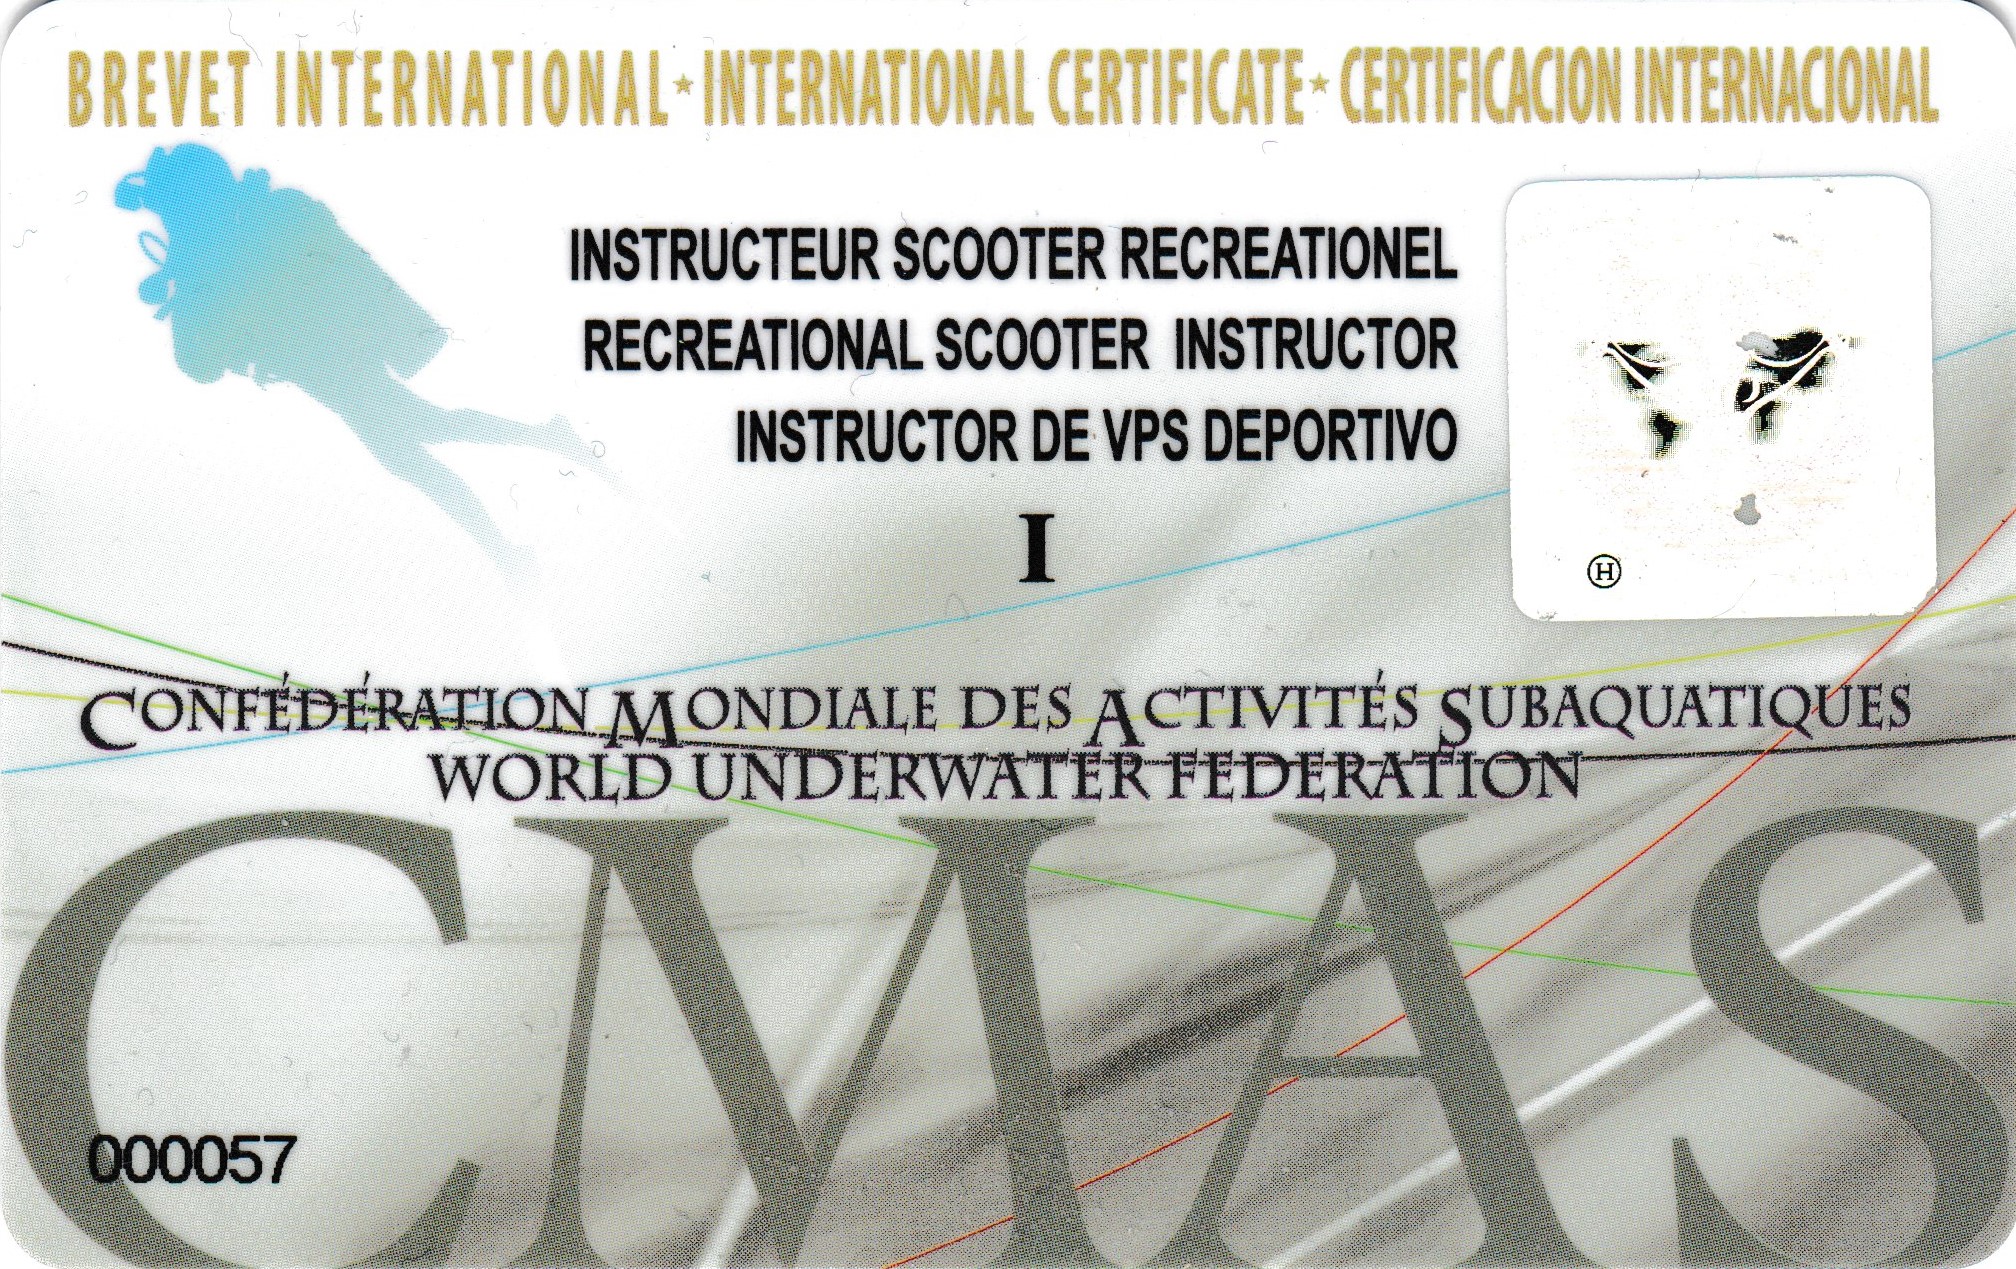 BREVET INTERNATIONAL ★ INTERNATIONAL CERTIFICATE ★ CERTIFICACION INTERNACIONAL
INSTRUCTEUR SCOOTER RECREATIONEL
RECREATIONAL SCOOTER INSTRUCTOR
INSTRUCTOR DE VPS DEPORTIVO
I
H
CONFÉDÉRATION MONDIALE DES ACTIVITÉS SUBAQUATIQUES
WORLD UNDERWATER FEDERATION
CMAS
000057